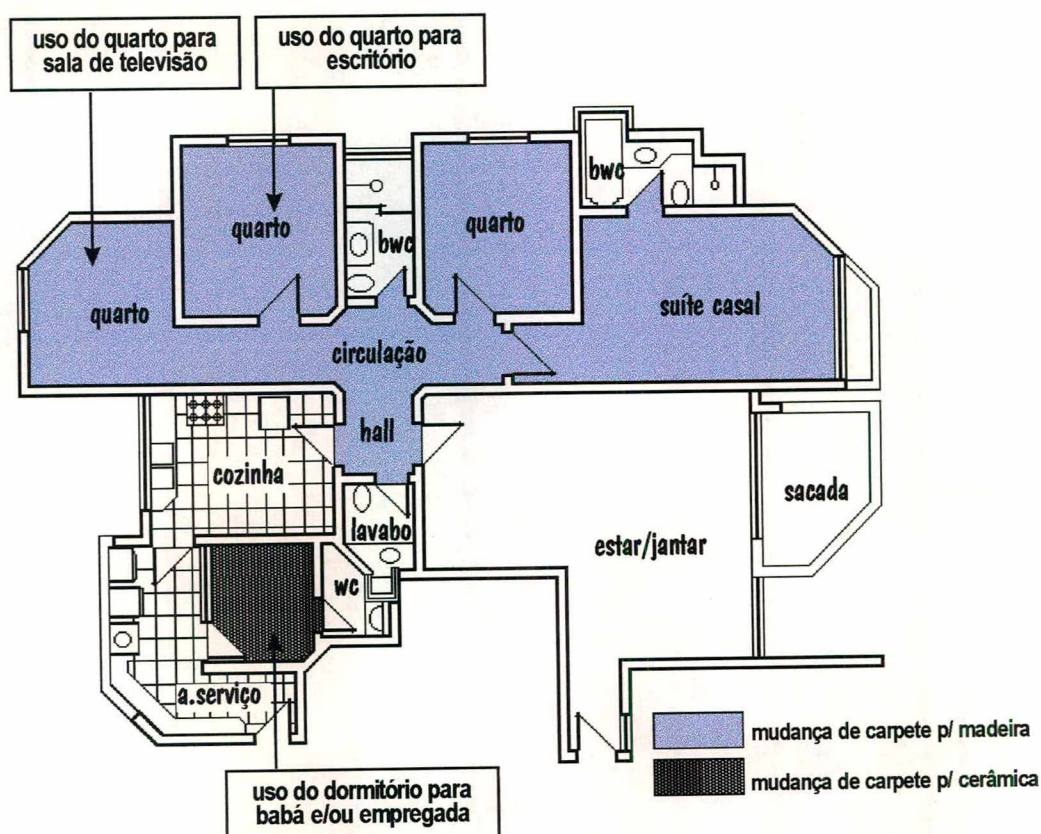 uso do quarto para
sala de televisão
uso do quarto para
escritório
bwc
quarto
quarto
bwc
quarto
suíte casal
circulação
hall
cozinha
sacada
lavabo
estar/jantar
wc
a.serviço
mudança de carpete p/ madeira
mudança de carpete p/ cerâmica
uso do dormitório para
babá e/ou empregada